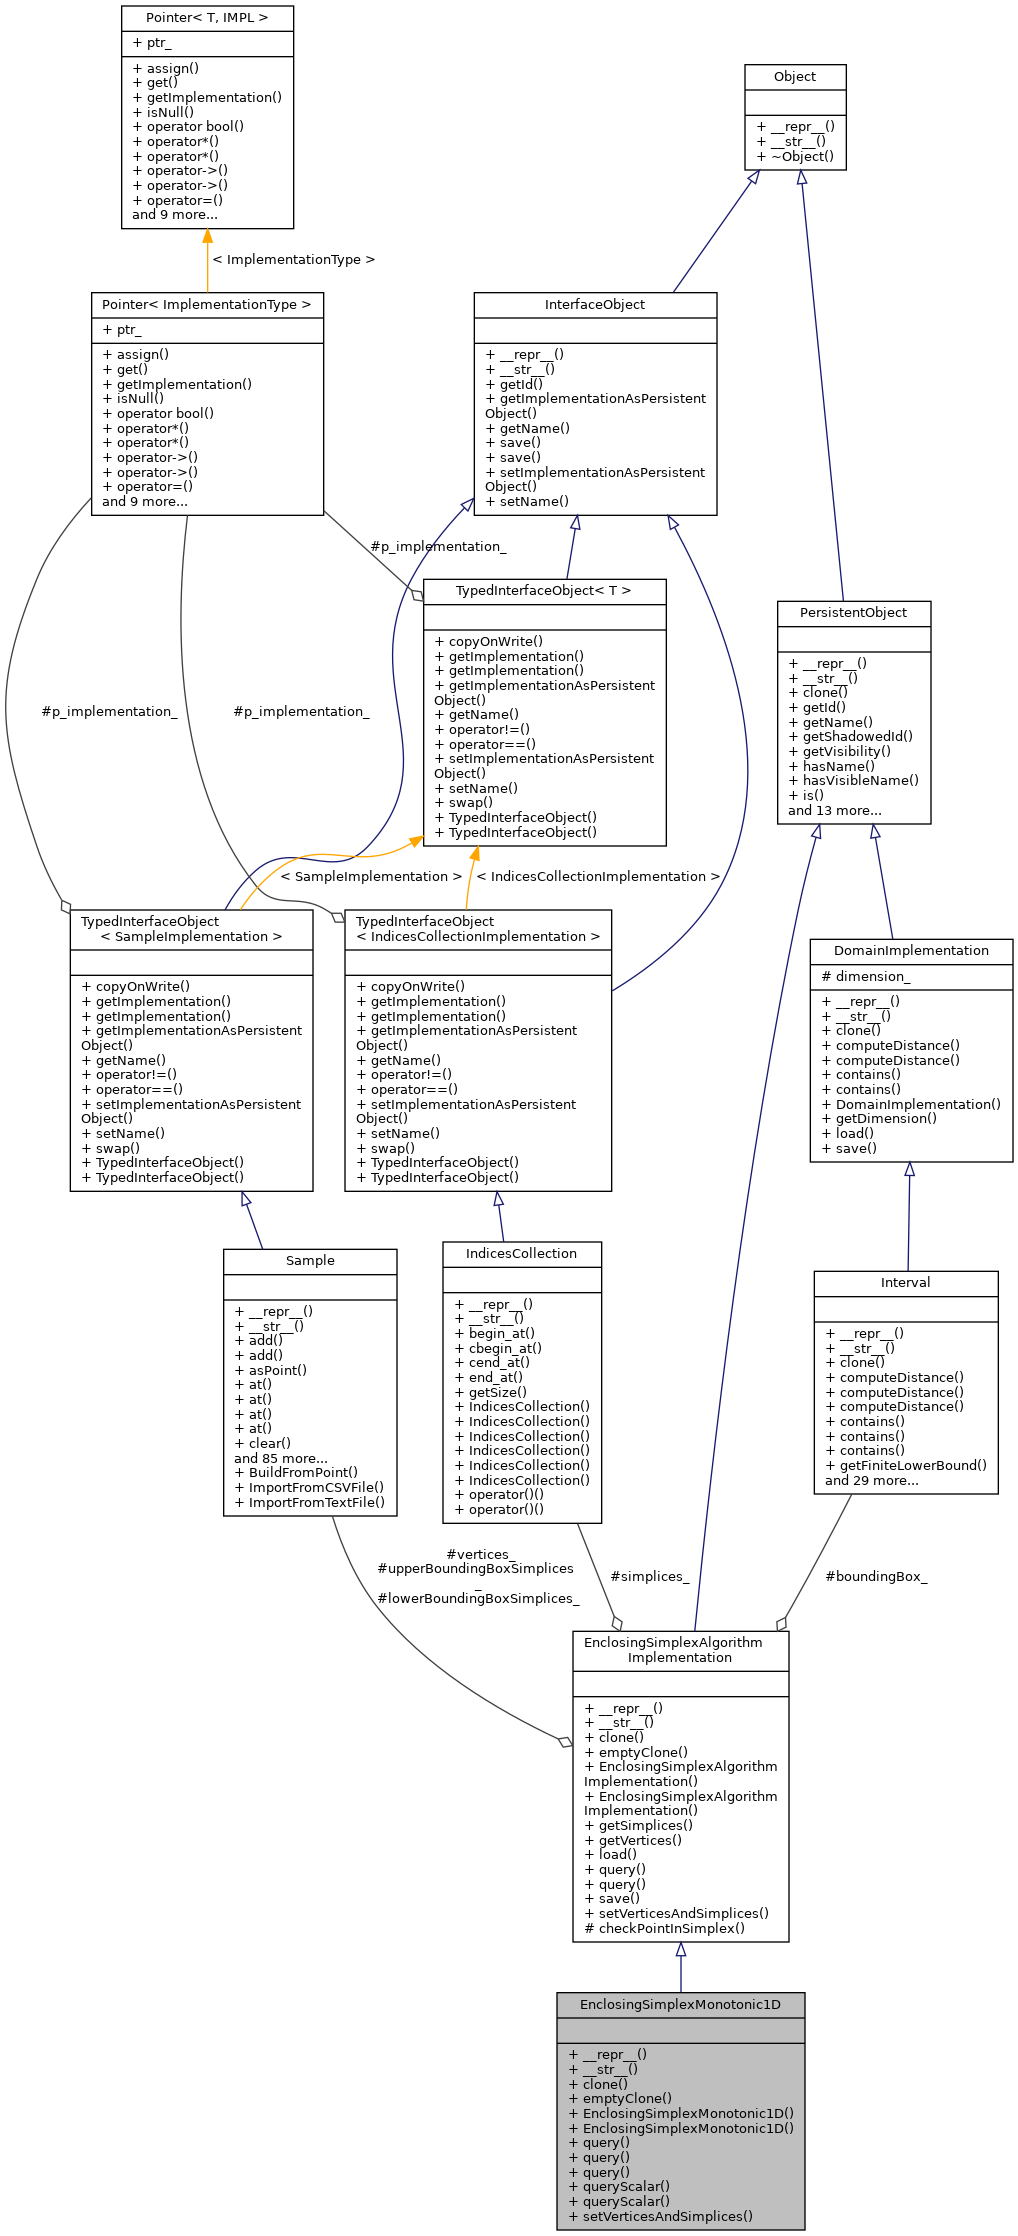 Pointer< T, IMPL >
+ ptr_
+ assign()
+ get()
+ getImplementation()
+ isNull()
+ operator bool()
+ operator*()
+ operator*()
+ operator->()
+ operator->()
+ operator=()
and 9 more...
Object
+ __repr__()
+ __str__()
+ ~Object()
< ImplementationType >
Pointer< ImplementationType >
+ ptr_
+ assign()
+ get()
+ getImplementation()
+ isNull()
+ operator bool()
+ operator*()
+ operator*()
+ operator->()
+ operator->()
+ operator=()
and 9 more...
InterfaceObject
+ __repr__()
+ __str__()
+ getId()
+ getImplementationAsPersistent
Object()
+ getName()
+ save()
+ save()
+ setImplementationAsPersistent
Object()
+ setName()
#p_implementation_
TypedInterfaceObject< T >
+ copyOnWrite()
+ getImplementation()
+ getImplementation()
+ getImplementationAsPersistent
Object()
+ getName()
+ operator!=()
+ operator==()
+ setImplementationAsPersistent
Object()
+ setName()
+ swap()
+ TypedInterfaceObject()
+ TypedInterfaceObject()
PersistentObject
+ __repr__()
+ __str__()
+ clone()
+ getId()
+ getName()
+ getShadowedId()
+ getVisibility()
+ hasName()
+ hasVisibleName()
+ is()
and 13 more...
#p_implementation_
#p_implementation_
< SampleImplementation >
< IndicesCollectionImplementation >
TypedInterfaceObject
< SampleImplementation >
+ copyOnWrite()
+ getImplementation()
+ getImplementation()
+ getImplementationAsPersistent
Object()
+ getName()
+ operator!=()
+ operator==()
+ setImplementationAsPersistent
Object()
+ setName()
+ swap()
+ TypedInterfaceObject()
+ TypedInterfaceObject()
TypedInterfaceObject
< IndicesCollectionImplementation >
+ copyOnWrite()
+ getImplementation()
+ getImplementation()
+ getImplementationAsPersistent
Object()
+ getName()
+ operator!=()
+ operator==()
+ setImplementationAsPersistent
Object()
+ setName()
+ swap()
+ TypedInterfaceObject()
+ TypedInterfaceObject()
DomainImplementation
# dimension_
+ __repr__()
+ __str__()
+ clone()
+ computeDistance()
+ computeDistance()
+ contains()
+ contains()
+ DomainImplementation()
+ getDimension()
+ load()
+ save()
Sample
+ __repr__()
+ __str__()
+ add()
+ add()
+ asPoint()
+ at()
+ at()
+ at()
+ at()
+ clear()
and 85 more...
+ BuildFromPoint()
+ ImportFromCSVFile()
+ ImportFromTextFile()
IndicesCollection
+ __repr__()
+ __str__()
+ begin_at()
+ cbegin_at()
+ cend_at()
+ end_at()
+ getSize()
+ IndicesCollection()
+ IndicesCollection()
+ IndicesCollection()
+ IndicesCollection()
+ IndicesCollection()
+ IndicesCollection()
+ operator()()
+ operator()()
Interval
+ __repr__()
+ __str__()
+ clone()
+ computeDistance()
+ computeDistance()
+ computeDistance()
+ contains()
+ contains()
+ contains()
+ getFiniteLowerBound()
and 29 more...
#vertices_
#upperBoundingBoxSimplices
_
#lowerBoundingBoxSimplices_
#simplices_
#boundingBox_
EnclosingSimplexAlgorithm
Implementation
+ __repr__()
+ __str__()
+ clone()
+ emptyClone()
+ EnclosingSimplexAlgorithm
Implementation()
+ EnclosingSimplexAlgorithm
Implementation()
+ getSimplices()
+ getVertices()
+ load()
+ query()
+ query()
+ save()
+ setVerticesAndSimplices()
# checkPointInSimplex()
EnclosingSimplexMonotonic1D
+ __repr__()
+ __str__()
+ clone()
+ emptyClone()
+ EnclosingSimplexMonotonic1D()
+ EnclosingSimplexMonotonic1D()
+ query()
+ query()
+ query()
+ queryScalar()
+ queryScalar()
+ setVerticesAndSimplices()